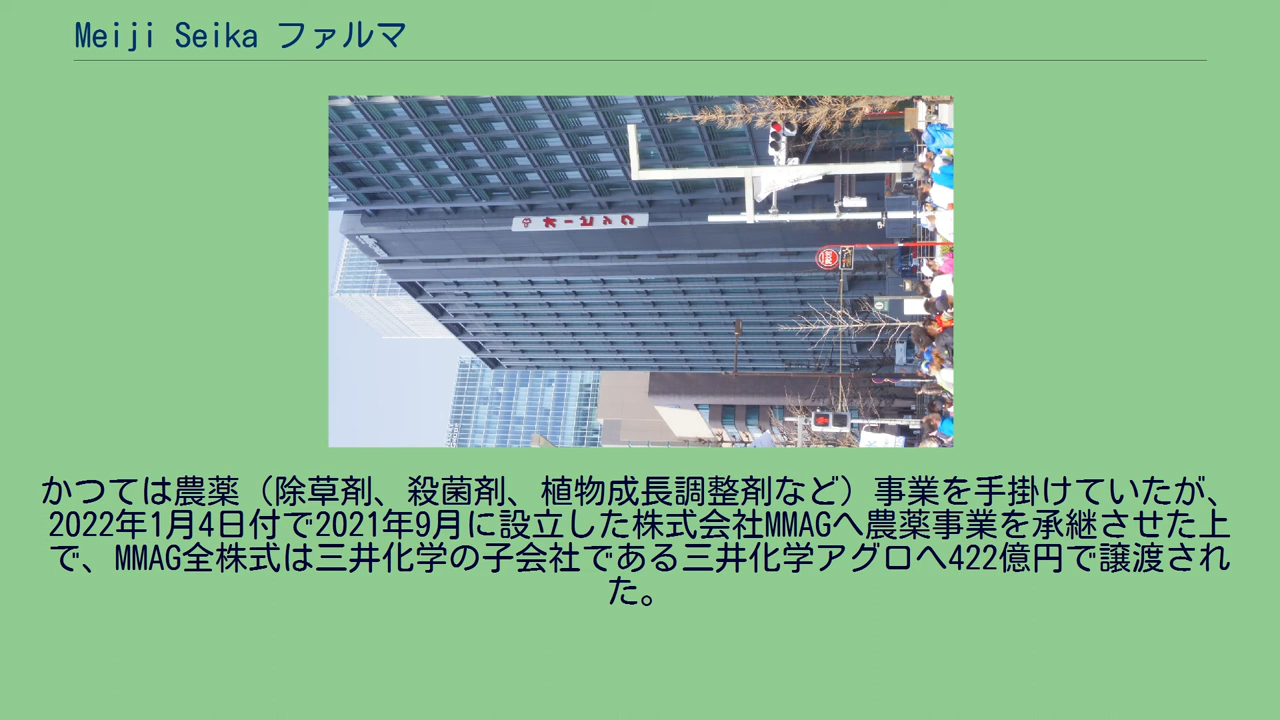 Meiji Seika ファルマ
オービック
かつては農薬（除草剤、殺菌剤、植物成長調整剤など）事業を手掛けていたが、
2022年1月4日付で2021年9月に設立した株式会社MMAGへ農薬事業を承継させた上
で、MMAG全株式は三井化学の子会社である三井化学アグロへ422億円で譲渡され
た。